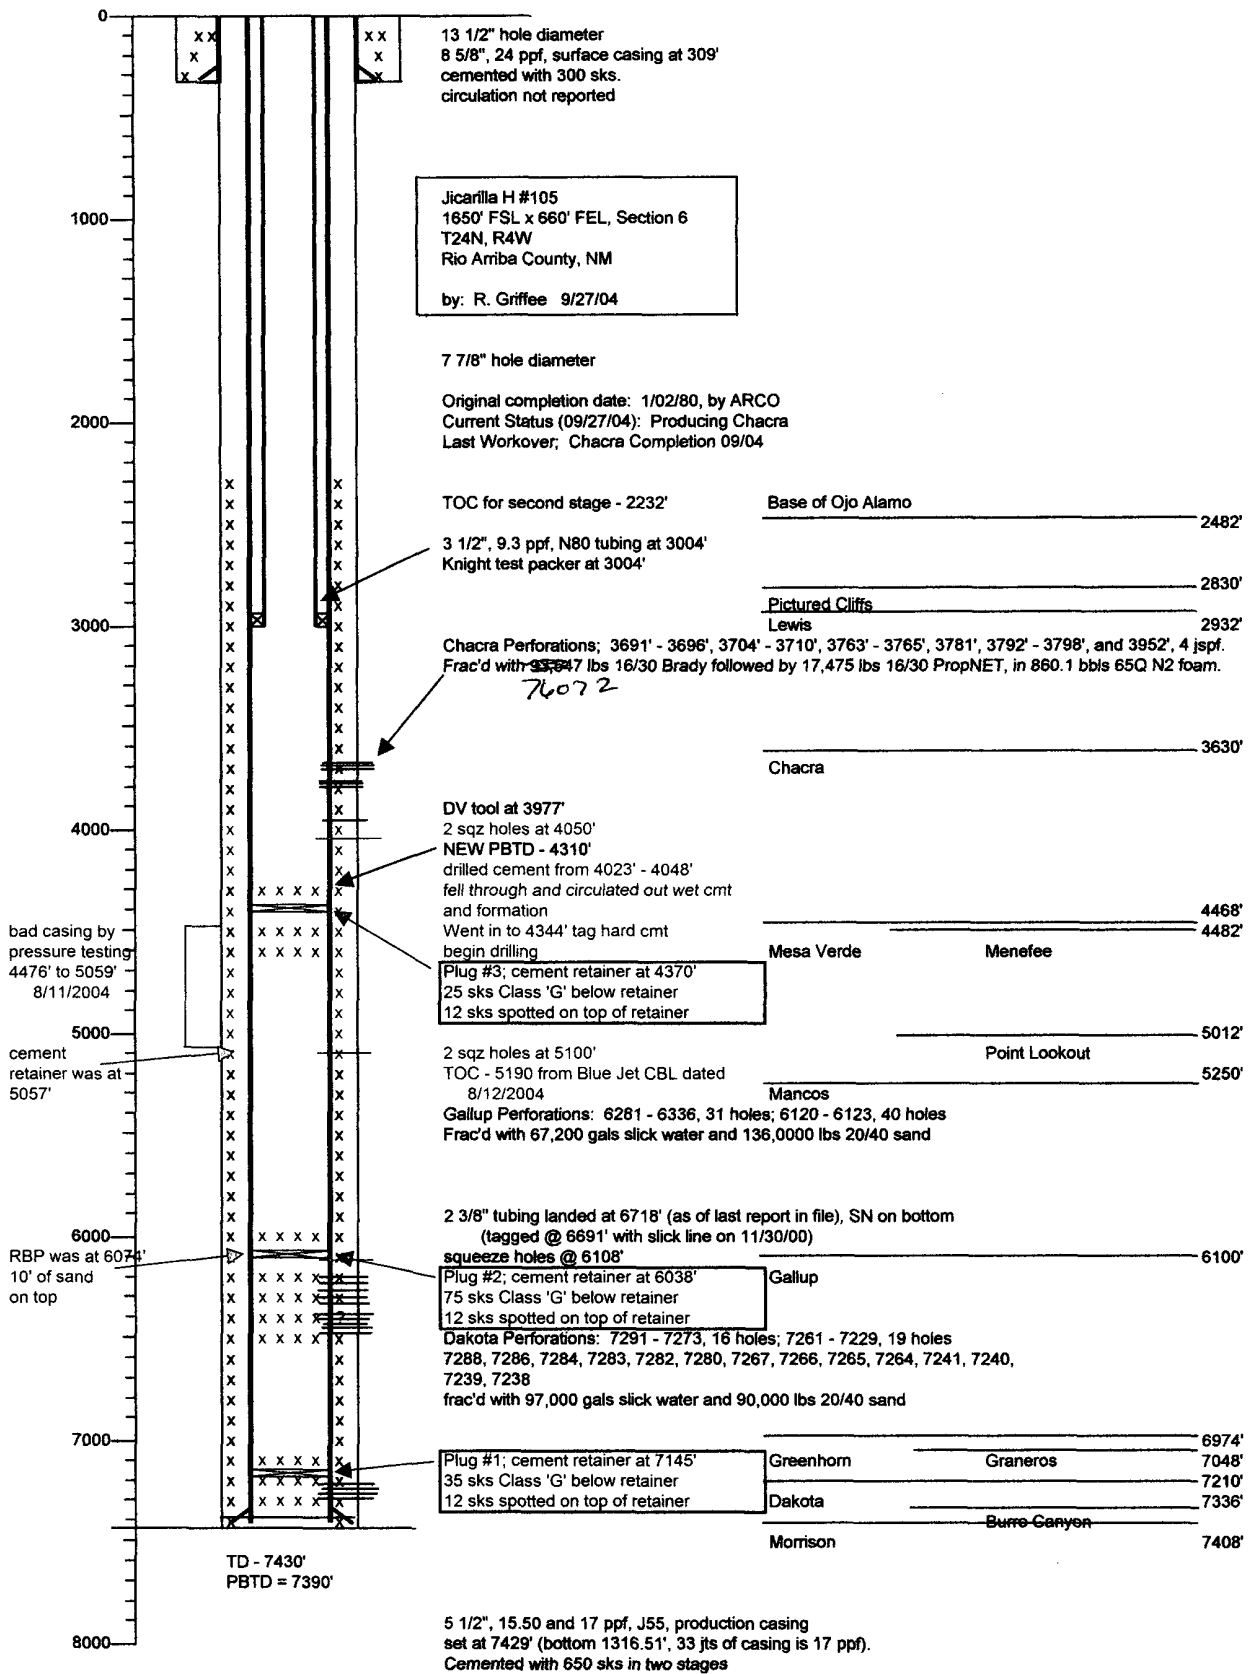 0
13 1/2" hole diameter
8 5/8", 24 ppf, surface casing at 309'
cemented with 300 sks.
circulation not reported
Jicarilla H #105
1650' FSL x 660' FEL, Section 6
T24N, R4W
Rio Arriba County, NM
by: R. Griffee 9/27/04
1000
7 7/8" hole diameter
Original completion date: 1/02/80, by ARCO
Current Status (09/27/04): Producing Chacra
Last Workover; Chacra Completion 09/04
2000
TOC for second stage - 2232'
Base of Ojo Alamo
2482'
3 1/2", 9.3 ppf, N80 tubing at 3004'
Knight test packer at 3004'
2830'
Pictured Cliffs
Lewis
2932'
3000
Chacra Perforations; 3691' - 3696', 3704' - 3710', 3763' - 3765', 3781', 3792' - 3798', and 3952', 4 jspf.
Frac'd with 93,647 lbs 16/30 Brady followed by 17,475 lbs 16/30 PropNET, in 860.1 bbls 65Q N2 foam.
76072
3630'
Chacra
4000
DV tool at 3977'
2 sqz holes at 4050'
NEW PBTD - 4310'
drilled cement from 4023' - 4048'
fell through and circulated out wet cmt
and formation
Went in to 4344' tag hard cmt
begin drilling
4468'
4482'
Mesa Verde
Menefee
bad casing by
pressure testing
4476' to 5059'
8/11/2004
Plug #3; cement retainer at 4370'
25 sks Class 'G' below retainer
12 sks spotted on top of retainer
5000
5012'
Point Lookout
cement
retainer was at
5057'
2 sqz holes at 5100'
TOC - 5190 from Blue Jet CBL dated
8/12/2004
5250'
Mancos
Gallup Perforations: 6281 - 6336, 31 holes; 6120 - 6123, 40 holes
Frac'd with 67,200 gals slick water and 136,0000 lbs 20/40 sand
2 3/8" tubing landed at 6718' (as of last report in file), SN on bottom
(tagged @ 6691' with slick line on 11/30/00)
squeeze holes @ 6108'
6000
RBP was at 6074'
10' of sand
on top
6100'
Gallup
Plug #2; cement retainer at 6038'
75 sks Class 'G' below retainer
12 sks spotted on top of retainer
Dakota Perforations: 7291 - 7273, 16 holes; 7261 - 7229, 19 holes
7288, 7286, 7284, 7283, 7282, 7280, 7267, 7266, 7265, 7264, 7241, 7240,
7239, 7238
frac'd with 97,000 gals slick water and 90,000 lbs 20/40 sand
7000
6974'
Greenhorn
Graneros
7048'
7210'
Plug #1; cement retainer at 7145'
35 sks Class 'G' below retainer
12 sks spotted on top of retainer
Dakota
7336'
Burro Canyon
Morrison
7408'
TD - 7430'
PBTD = 7390'
8000
5 1/2", 15.50 and 17 ppf, J55, production casing
set at 7429' (bottom 1316.51', 33 jts of casing is 17 ppf).
Cemented with 650 sks in two stages